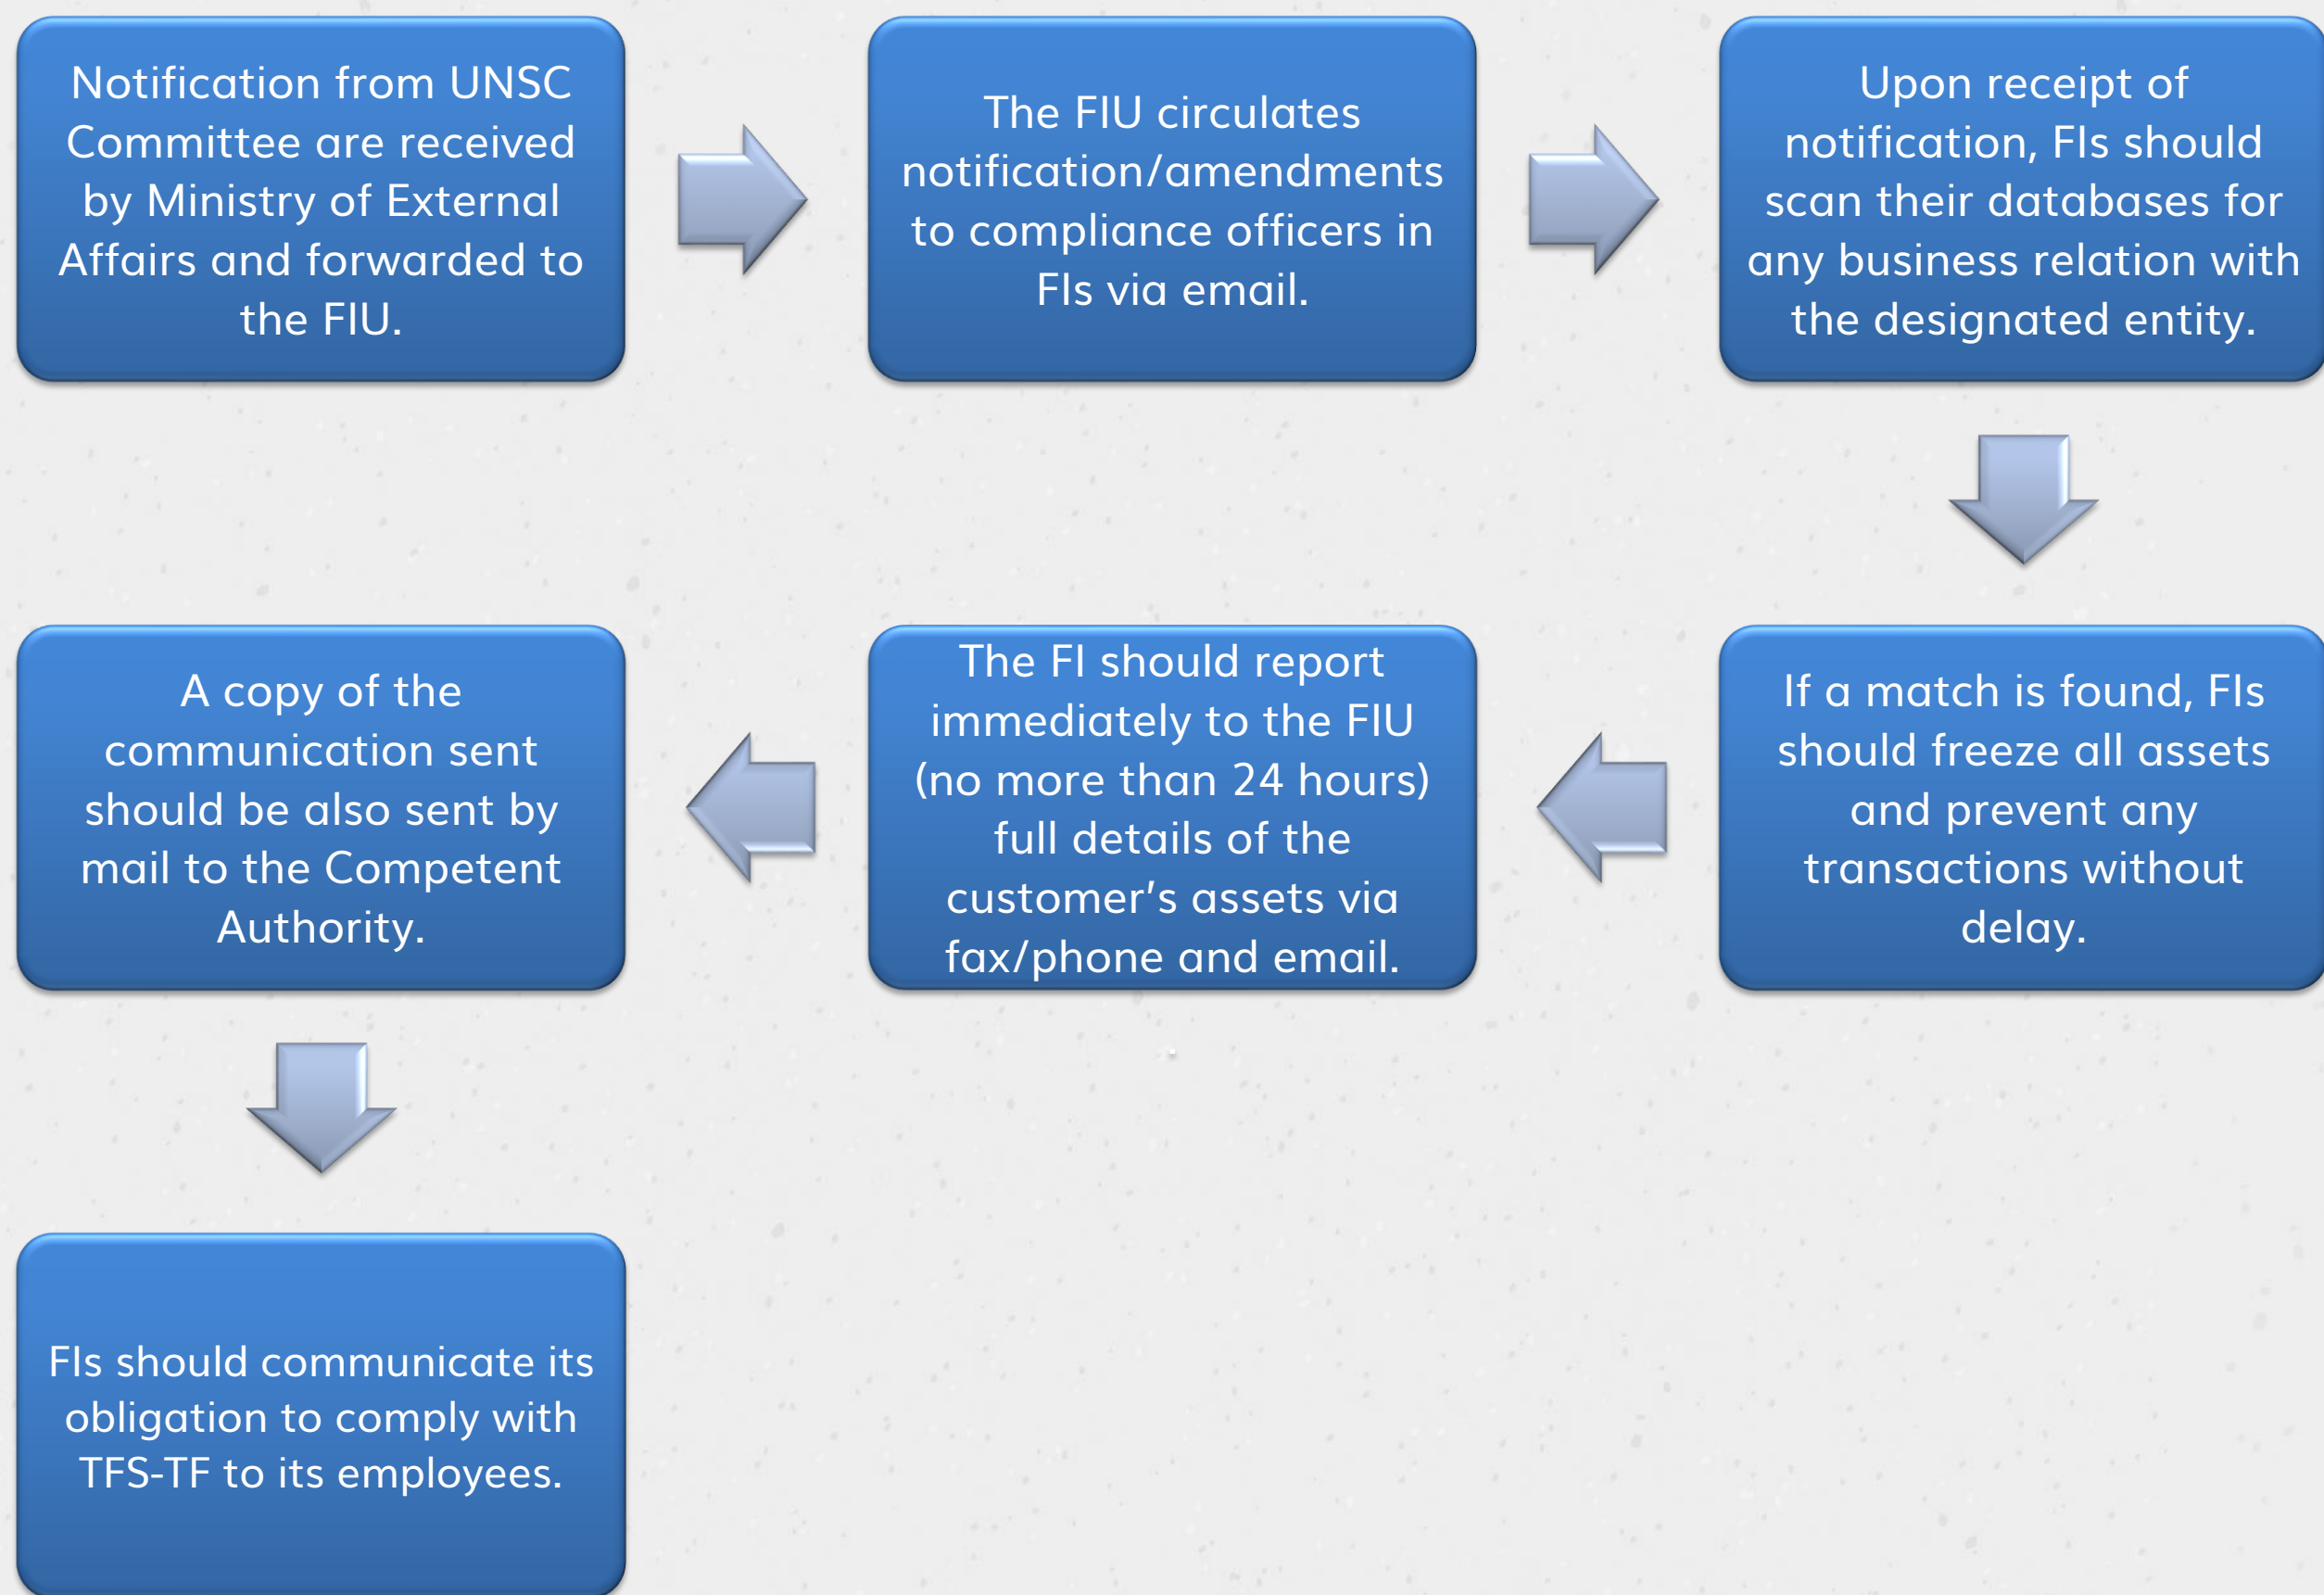 Notification from UNSC
Committee are received
by Ministry of External
Affairs and forwarded to
the FIU.
The FIU circulates
notification/amendments
to compliance officers in
FIs via email.
Upon receipt of
notification, FIs should
scan their databases for
any business relation with
the designated entity.
If a match is found, FIs
should freeze all assets
and prevent any
transactions without
delay.
The FI should report
immediately to the FIU
(no more than 24 hours)
full details of the
customer's assets via
fax/phone and email.
A copy of the
communication sent
should be also sent by
mail to the Competent
Authority.
FIs should communicate its
obligation to comply with
TFS-TF to its employees.